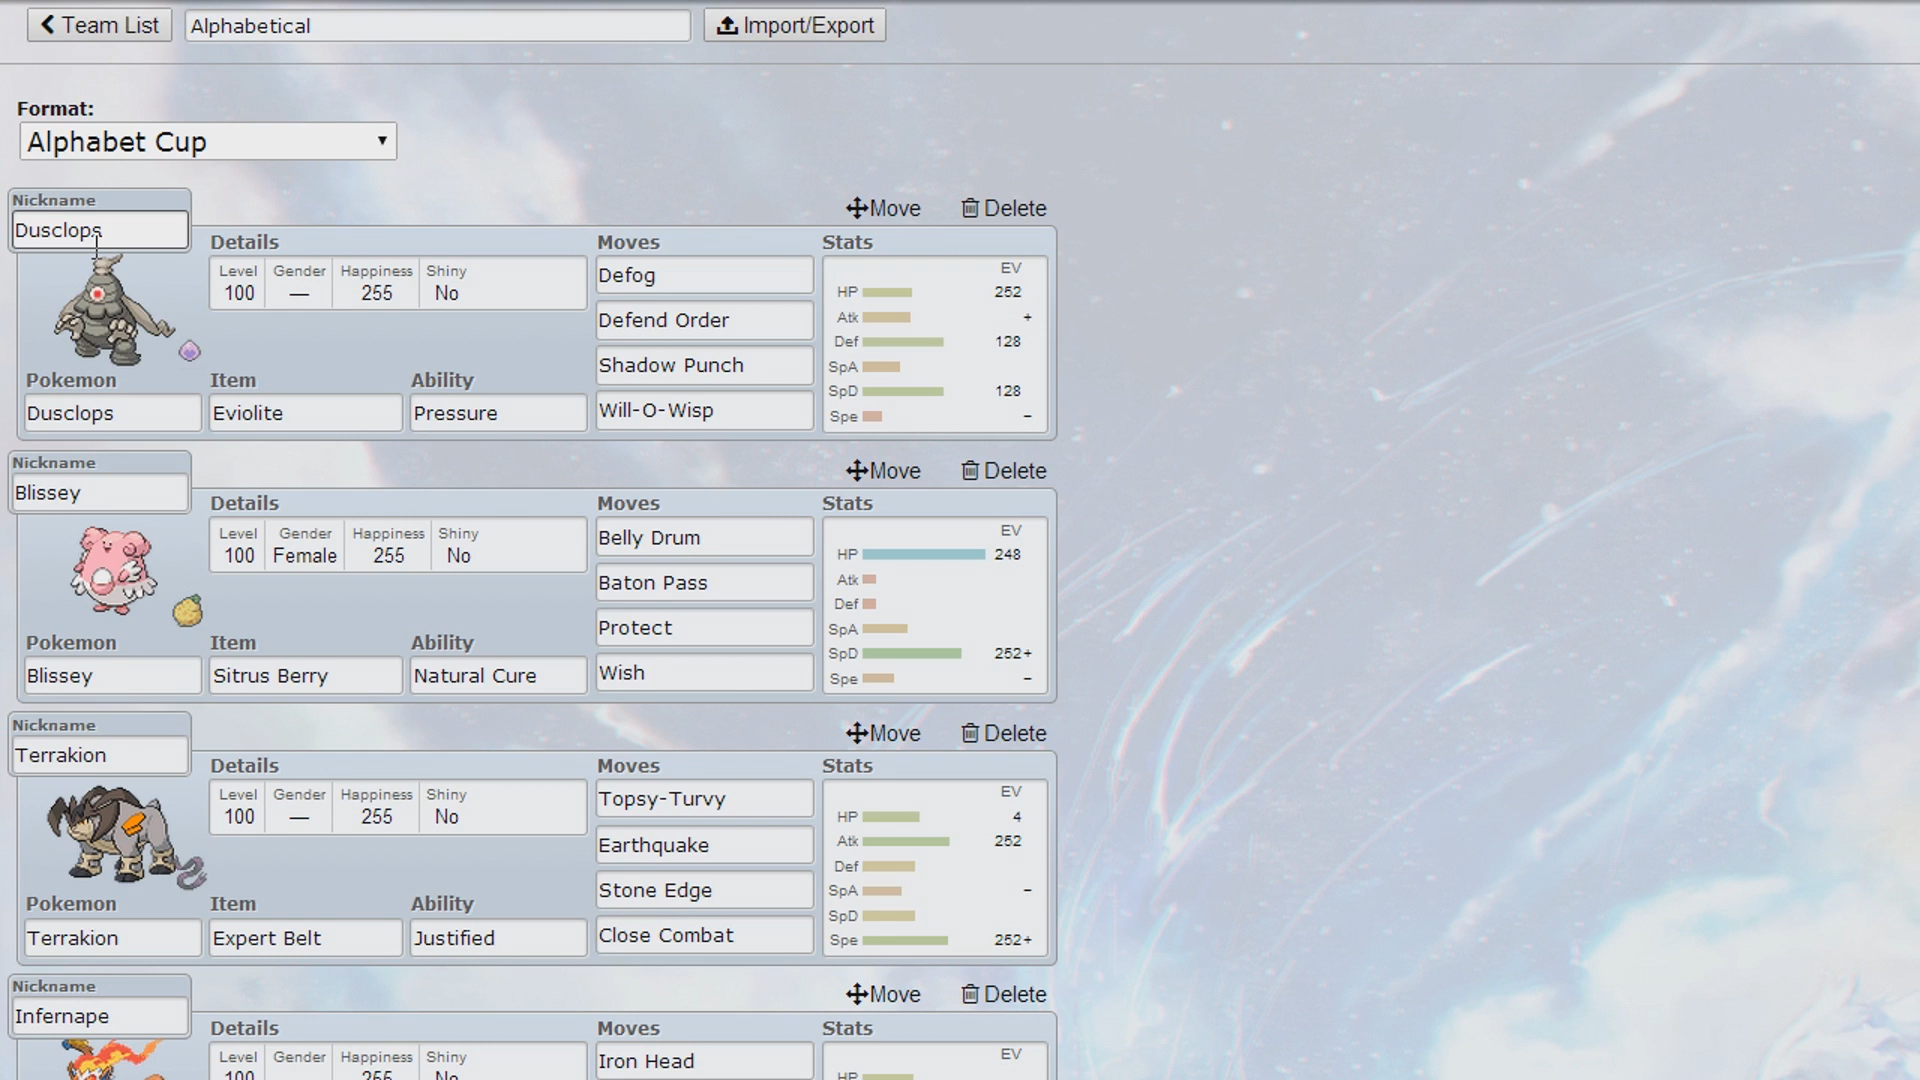 Team List
Alphabetical
Import/Export
Format:
Alphabet Cup
Nickname
Dusclops
Move
Delete
Details
Moves
Stats
Level Gender Happiness Shiny
100 — 255 No
Defog
Defend Order
Shadow Punch
Will-O-Wisp
EV
HP 252
Atk +
Def 128
SpA
SpD 128
Spe −
Pokemon
Item
Ability
Dusclops
Eviolite
Pressure
Nickname
Blissey
Move
Delete
Details
Moves
Stats
Level Gender Happiness Shiny
100 Female 255 No
Belly Drum
Baton Pass
Protect
Wish
EV
HP 248
Atk
Def
SpA
SpD 252+
Spe −
Pokemon
Item
Ability
Blissey
Sitrus Berry
Natural Cure
Nickname
Terrakion
Move
Delete
Details
Moves
Stats
Level Gender Happiness Shiny
100 — 255 No
Topsy-Turvy
Earthquake
Stone Edge
Close Combat
EV
HP 4
Atk 252
Def
SpA −
SpD
Spe 252+
Pokemon
Item
Ability
Terrakion
Expert Belt
Justified
Nickname
Infernape
Move
Delete
Details
Moves
Stats
Level Gender Happiness Shiny
100 255 No
Iron Head
EV
HP